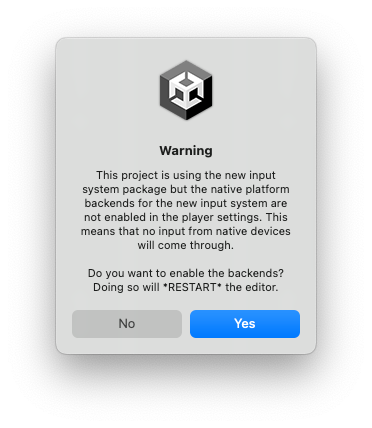 Warning
This project is using the new input
system package but the native platform
backends for the new input system are
not enabled in the player settings. This
means that no input from native devices
will come through.
Do you want to enable the backends?
Doing so will *RESTART* the editor.
No
Yes